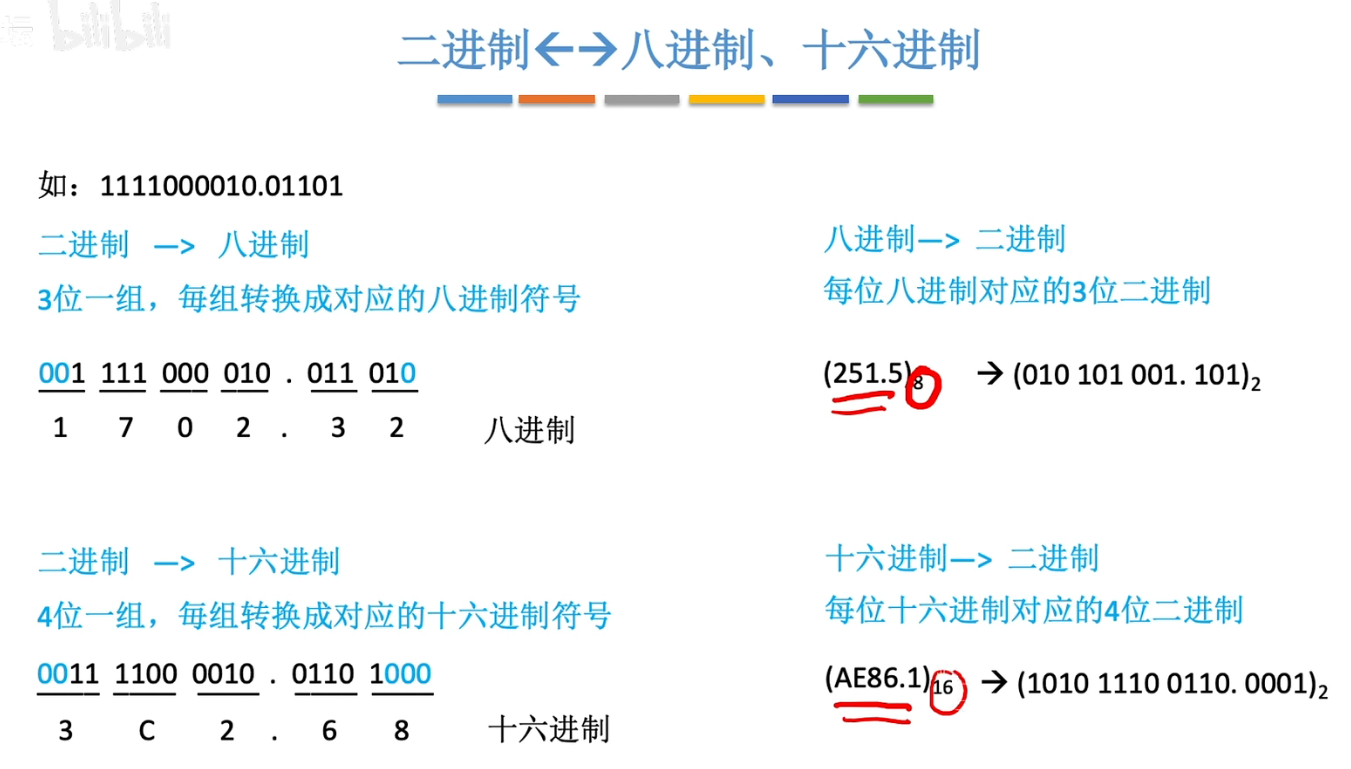 坛 bilibili
二进制←→八进制、十六进制
如：1111000010.01101
二进制 —> 八进制
3位一组，每组转换成对应的八进制符号
001 111 000 010 . 011 010
1 7 0 2 . 3 2 八进制
二进制 —> 十六进制
4位一组，每组转换成对应的十六进制符号
0011 1100 0010 . 0110 1000
3 C 2 . 6 8 十六进制
八进制—> 二进制
每位八进制对应的3位二进制
(251.5)8 → (010 101 001. 101)2
十六进制—> 二进制
每位十六进制对应的4位二进制
(AE86.1)16 → (1010 1110 0110. 0001)2